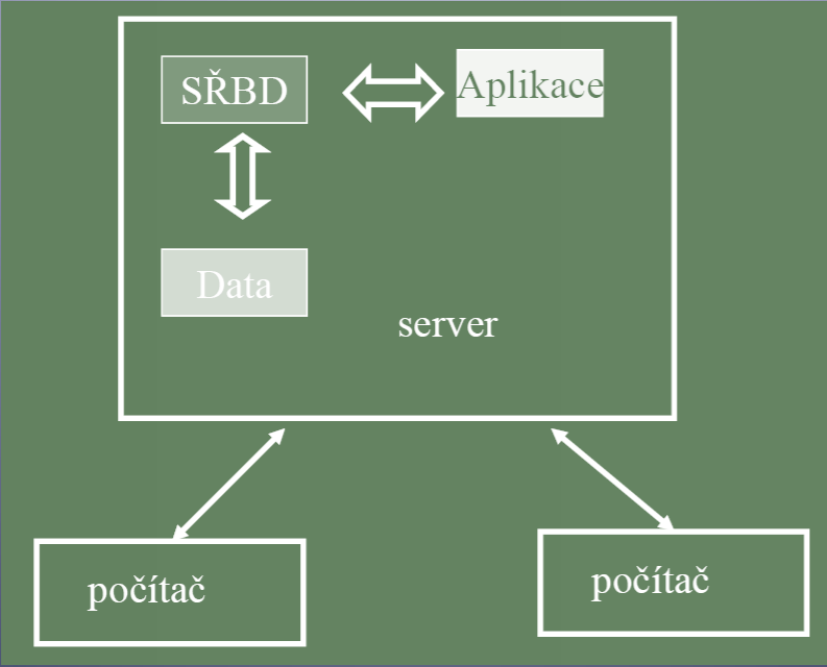 SŘBD
Aplikace
Data
server
počítač
počítač